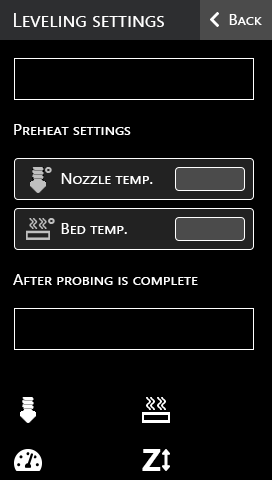 Leveling settings
Back
Preheat settings
Nozzle temp.
Bed temp.
After probing is complete
Z